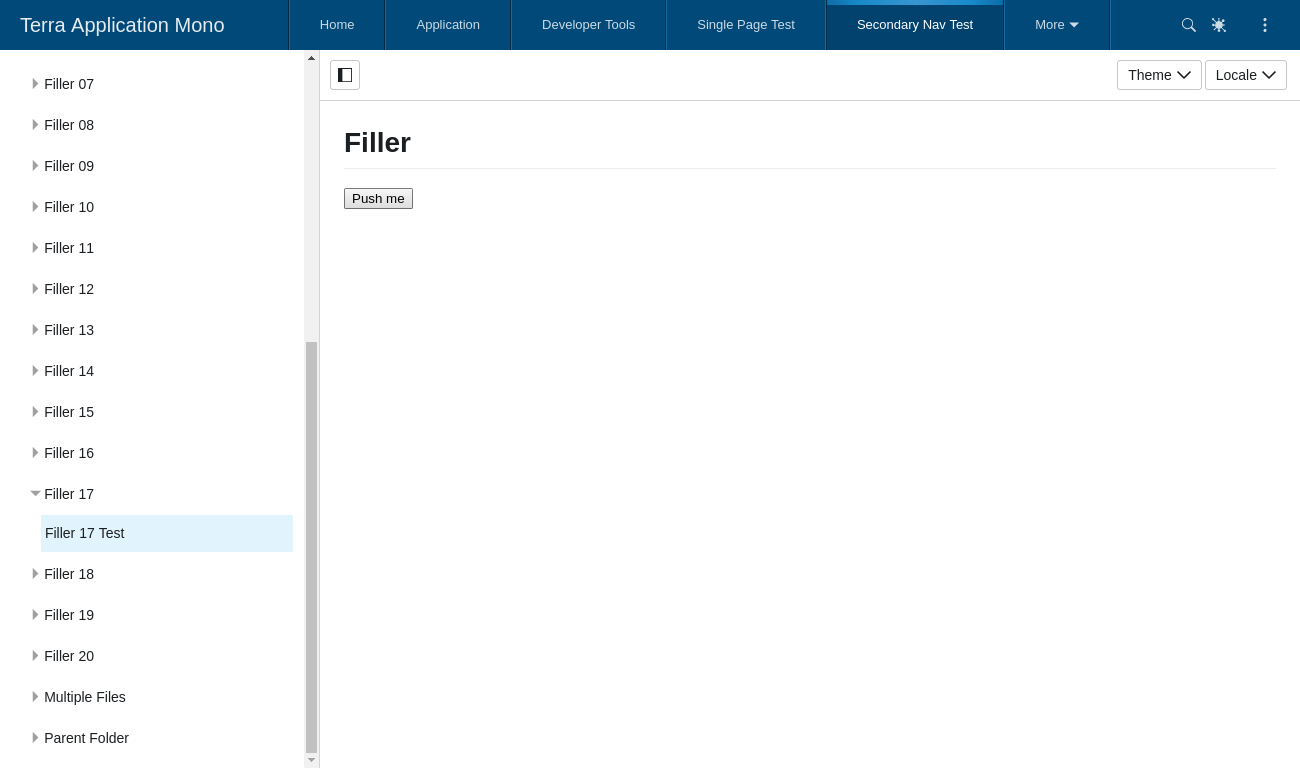 Terra Application Mono
Home
Application
Developer Tools
Single Page Test
Secondary Nav Test
More
Filler 07
Filler 08
Filler 09
Filler 10
Filler 11
Filler 12
Filler 13
Filler 14
Filler 15
Filler 16
Filler 17
Filler 17 Test
Filler 18
Filler 19
Filler 20
Multiple Files
Parent Folder
Theme
Locale
Filler
Push me